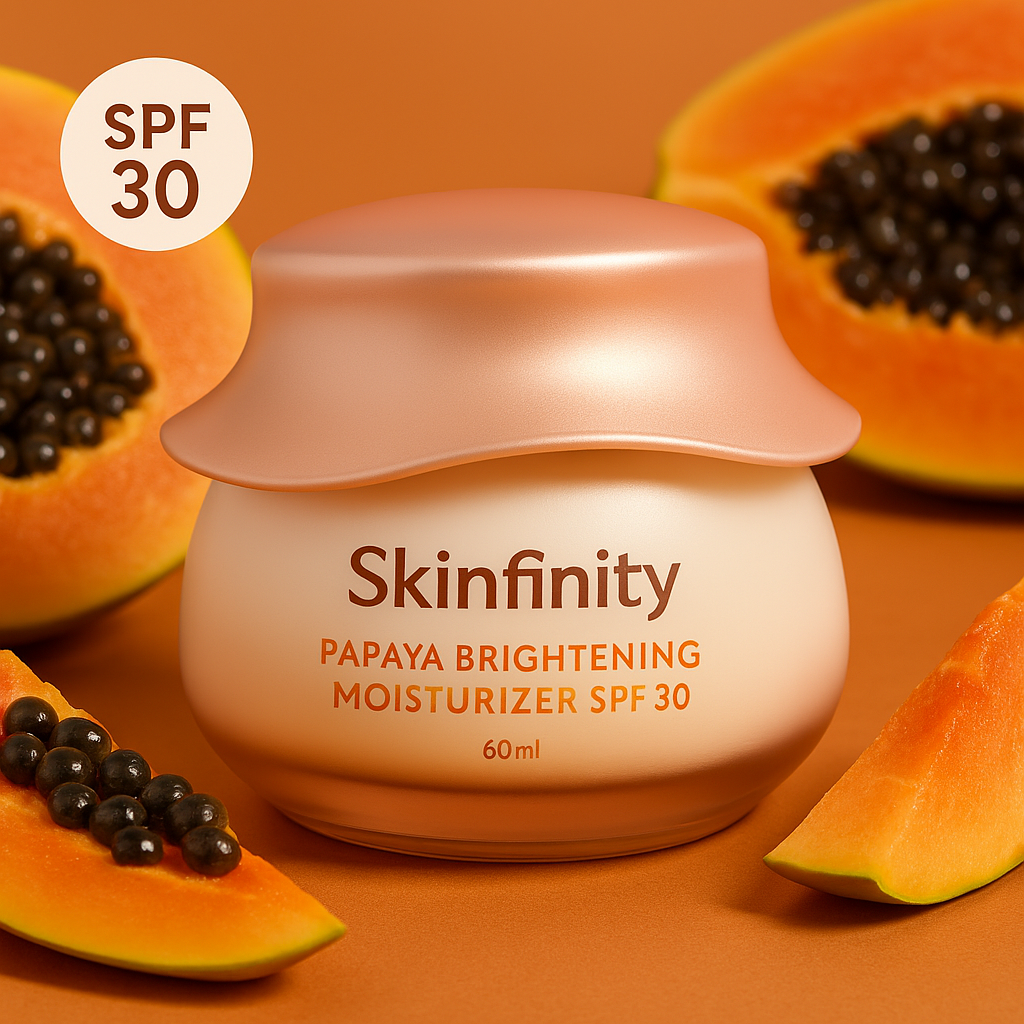 SPF
30
Skinfinity
PAPAYA BRIGHTENING
MOISTURIZER SPF 30
60ml